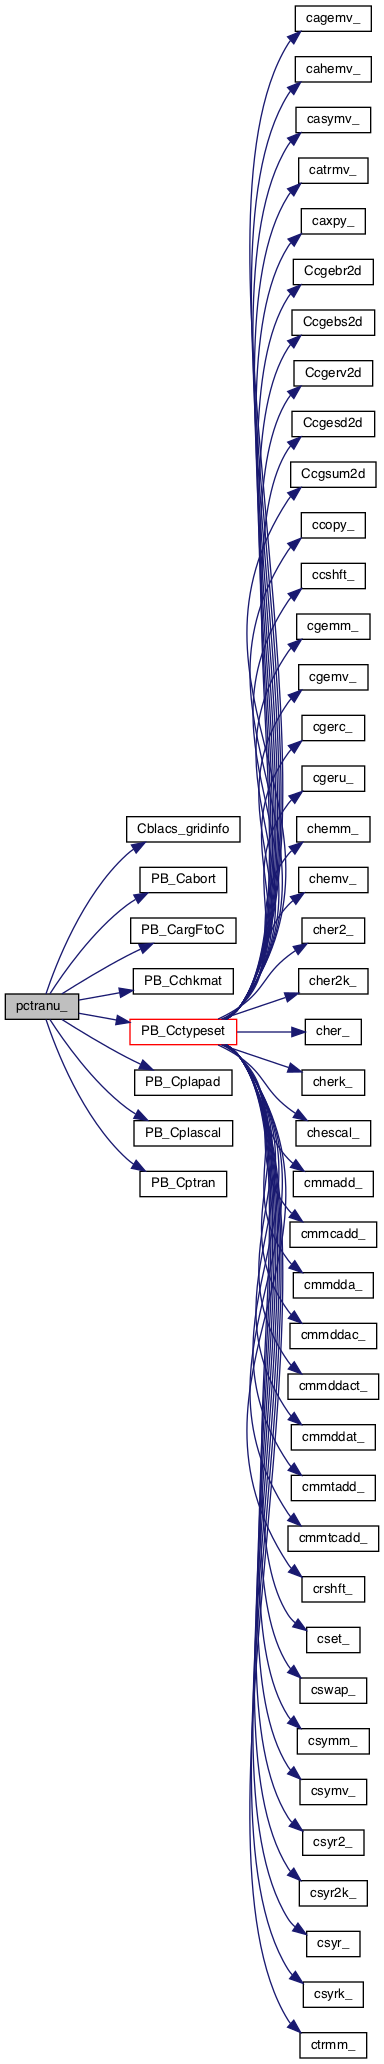 cagemv_
cahemv_
casymv_
catrmv_
caxpy_
Ccgebr2d
Ccgebs2d
Ccgerv2d
Ccgesd2d
Ccgsum2d
ccopy_
ccshft_
cgemm_
cgemv_
cgerc_
cgeru_
Cblacs_gridinfo
chemm_
PB_Cabort
chemv_
PB_CargFtoC
cher2_
PB_Cchkmat
cher2k_
pctranu_
PB_Cctypeset
cher_
PB_Cplapad
cherk_
PB_Cplascal
chescal_
PB_Cptran
cmmadd_
cmmcadd_
cmmdda_
cmmddac_
cmmddact_
cmmddat_
cmmtadd_
cmmtcadd_
crshft_
cset_
cswap_
csymm_
csymv_
csyr2_
csyr2k_
csyr_
csyrk_
ctrmm_